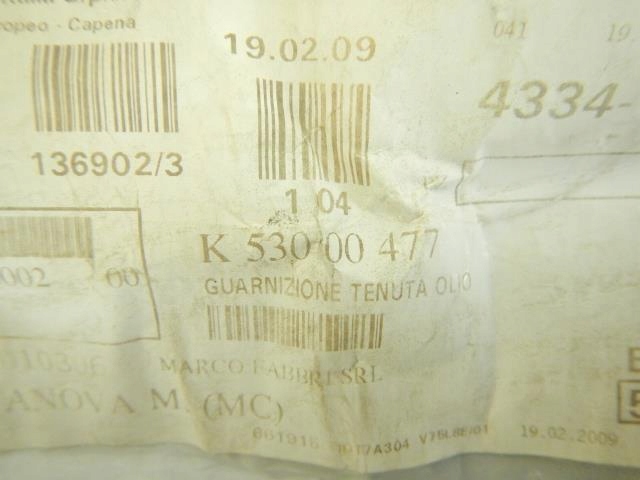 ropeo - Capena
19.02.09
041
19.
4334-
136902/3
1 04
K 530 00 477
002 00
GUARNIZIONE TENUTA OLIO
MARCO FABBRI SRL
ANOVA M. (MC)
19.02.2009